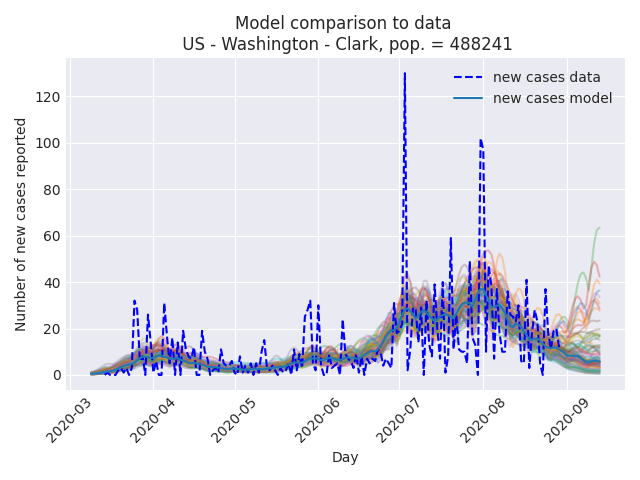 Model comparison to data
US - Washington - Clark, pop. = 488241
new cases data
new cases model
Number of new cases reported
120
100
80
60
40
20
0
2020-03
2020-04
2020-05
2020-06
2020-07
2020-08
2020-09
Day